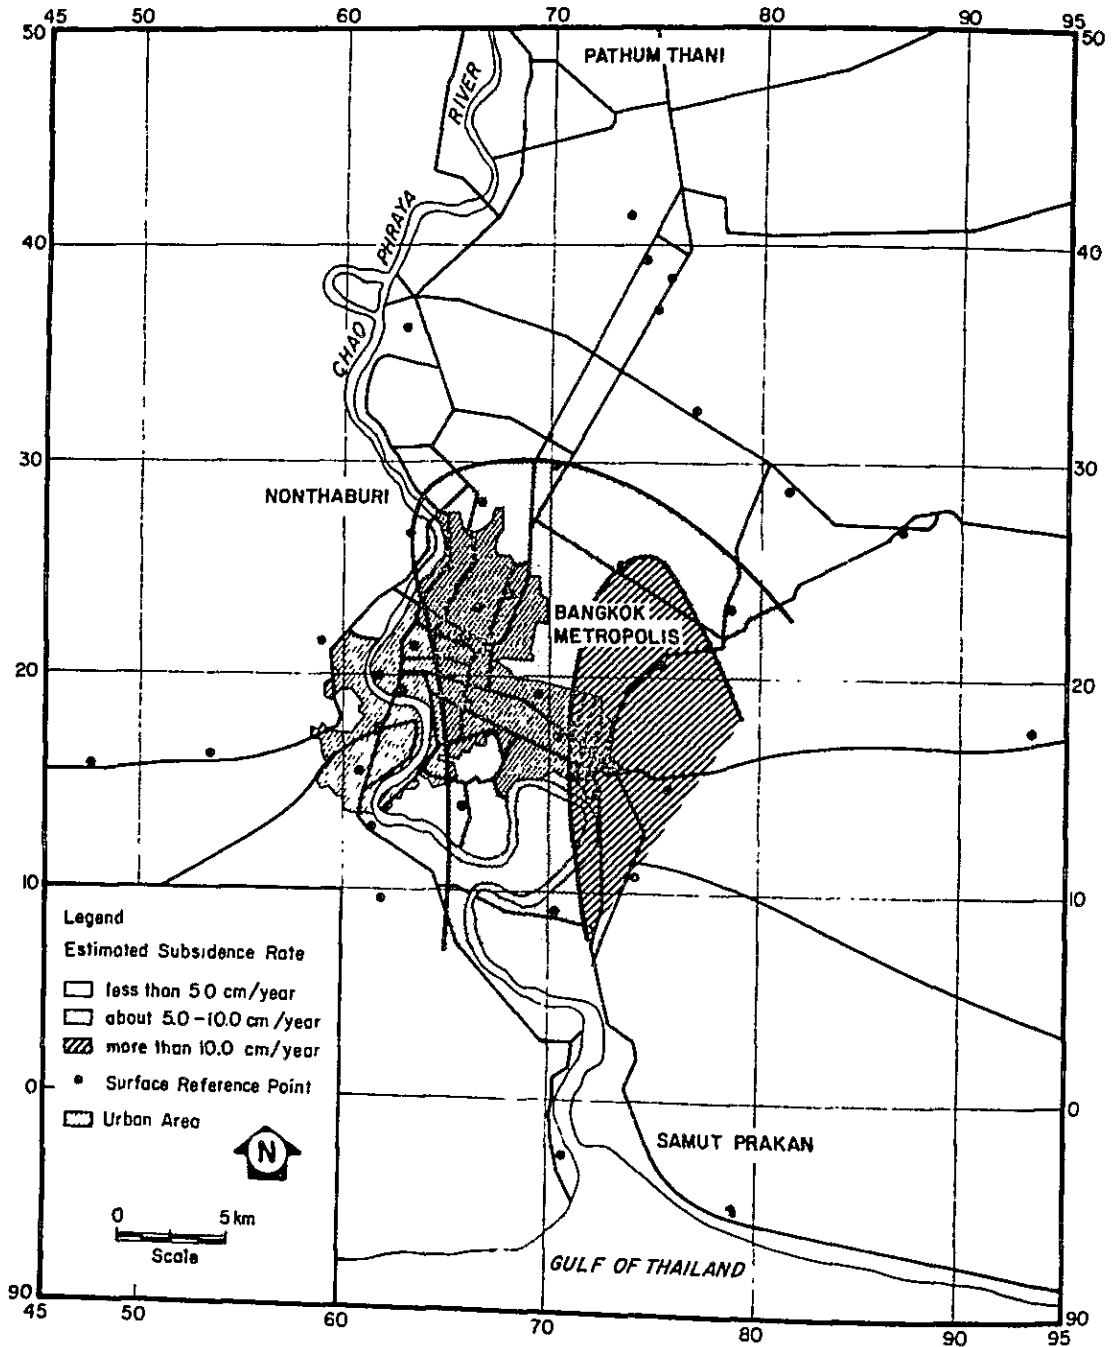 45 50 60 70 80 90 95
50 50
PATHUM THANI
RIVER
PHRAYA
CHAO
40 40
30 30
NONTHABURI
BANGKOK
METROPOLIS
20 20
10 10
Legend
Estimated Subsidence Rate
less than 5.0 cm/year
about 5.0-10.0 cm/year
more than 10.0 cm/year
Surface Reference Point
Urban Area
0 0
N
SAMUT PRAKAN
0 5 km
Scale
GULF OF THAILAND
90 90
45 50 60 70 80 90 95